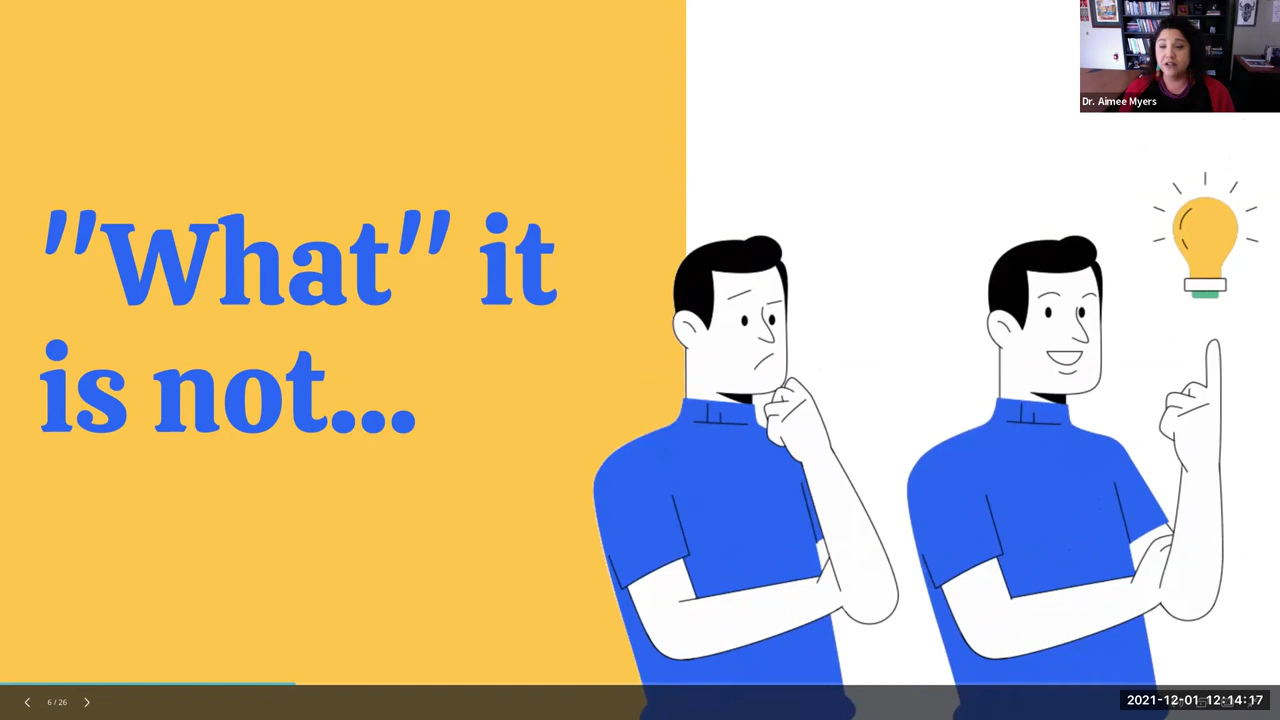 Dr. Aimee Myers
"What" it
is not...
6 / 26
2021-12-01 12:14:17